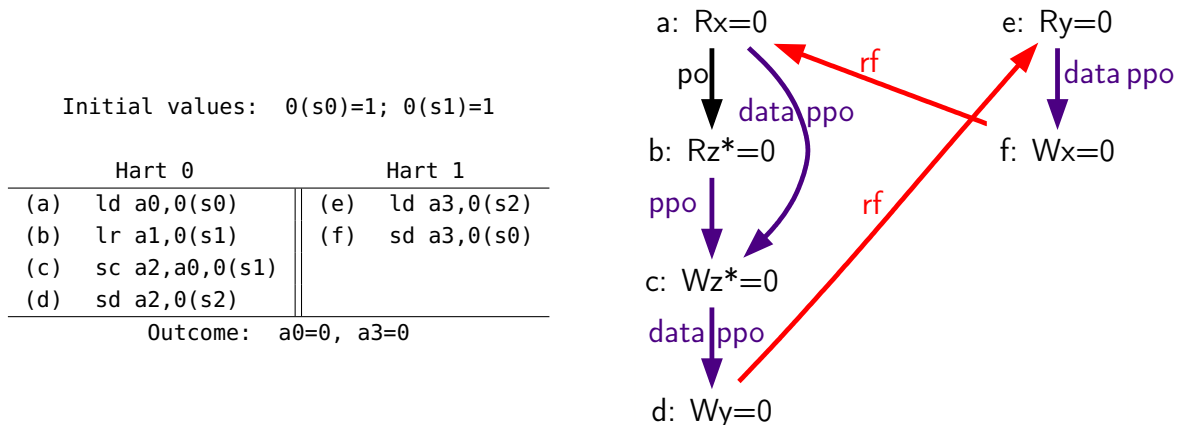 Initial values: 0(s0)=1; 0(s1)=1
Hart 0 Hart 1
(a) ld a0,0(s0) (e) ld a3,0(s2)
(b) lr a1,0(s1) (f) sd a3,0(s0)
(c) sc a2,a0,0(s1)
(d) sd a2,0(s2)
Outcome: a0=0, a3=0
a: Rx=0
e: Ry=0
po
rf
data ppo
data ppo
b: Rz*=0
f: Wx=0
ppo
rf
c: Wz*=0
data ppo
d: Wy=0